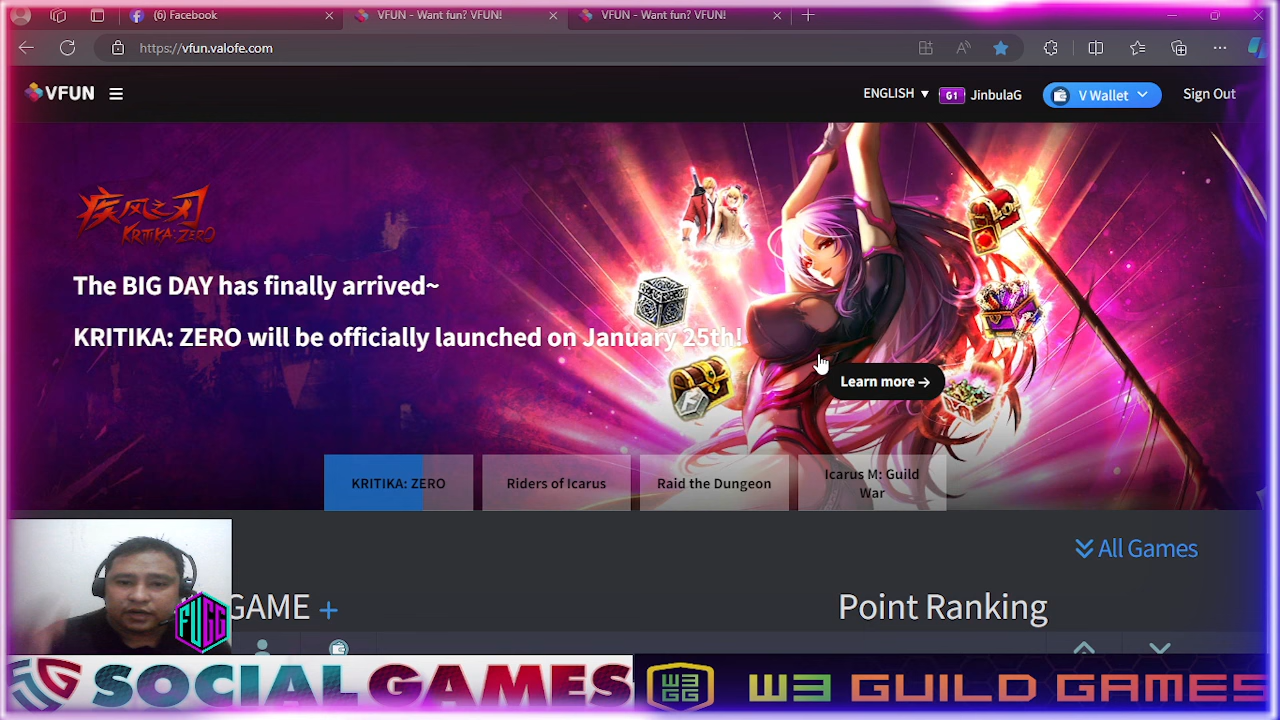 (6) Facebook
VFUN - Want fun? VFUN!
VFUN - Want fun? VFUN!
https://vfun.valofe.com
VFUN
ENGLISH
G1 JinbulaG
V Wallet
Sign Out
疾风之刃
KRITIKA:ZERO
The BIG DAY has finally arrived~
KRITIKA: ZERO will be officially launched on January 25th!
Learn more
KRITIKA: ZERO
Riders of Icarus
Raid the Dungeon
Icarus M: Guild
War
All Games
GAME +
Point Ranking
FUGG
SOCIAL GAMES
W3
GG
W3 GUILD GAMES